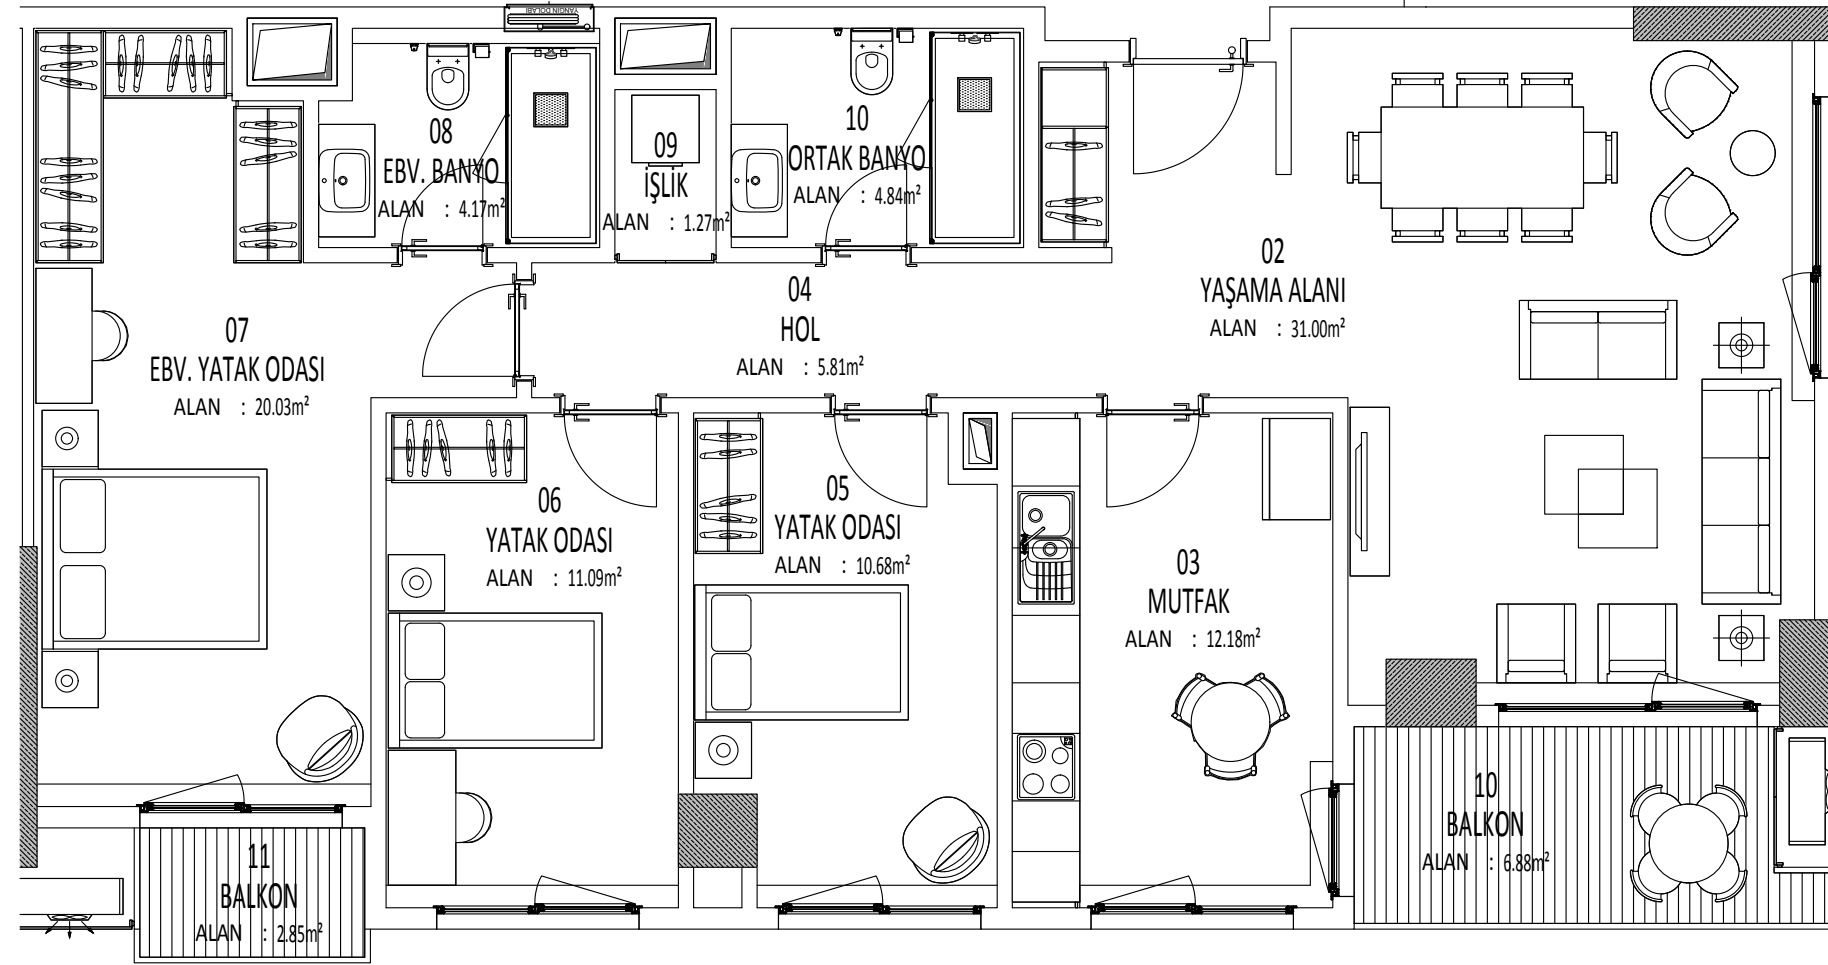 YANGIN DOLABI
08
EBV. BANYO
ALAN : 4.17m²
09
İŞLİK
ALAN : 1.27m²
10
ORTAK BANYO
ALAN : 4.84m²
02
YAŞAMA ALANI
ALAN : 31.00m²
04
HOL
ALAN : 5.81m²
07
EBV. YATAK ODASI
ALAN : 20.03m²
06
YATAK ODASI
ALAN : 11.09m²
05
YATAK ODASI
ALAN : 10.68m²
03
MUTFAK
ALAN : 12.18m²
10
BALKON
ALAN : 6.88m²
11
BALKON
ALAN : 2.85m²